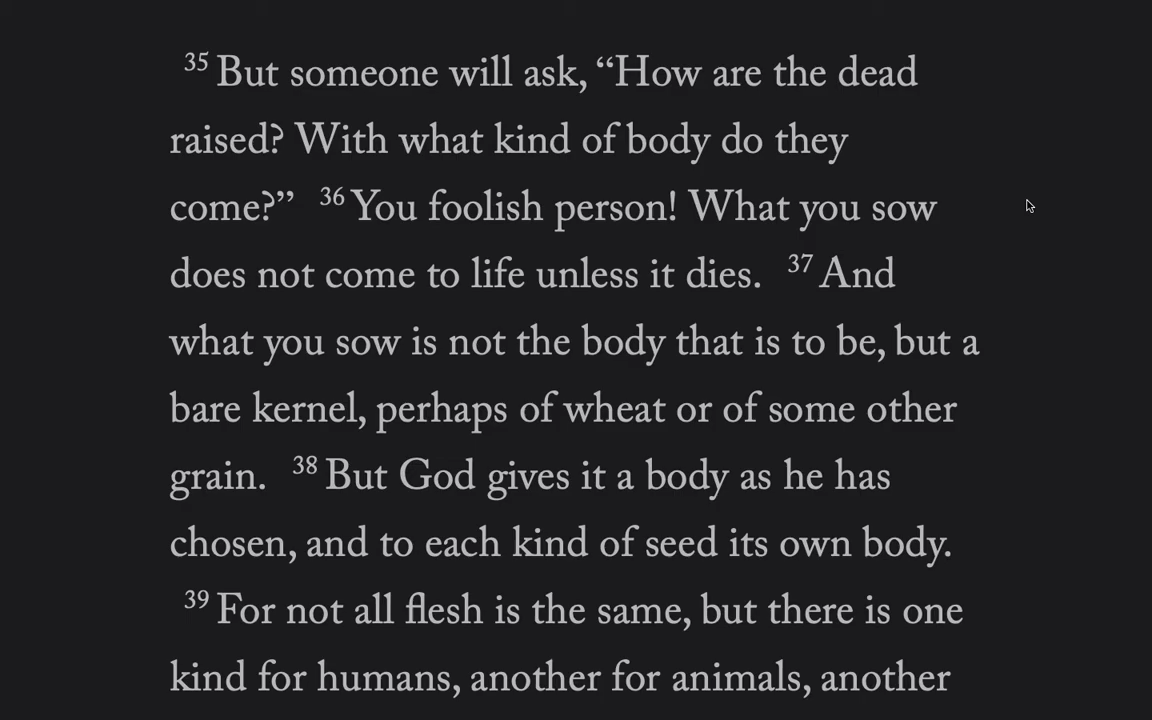 35 But someone will ask, “How are the dead
raised? With what kind of body do they
come?” 36 You foolish person! What you sow
does not come to life unless it dies. 37 And
what you sow is not the body that is to be, but a
bare kernel, perhaps of wheat or of some other
grain. 38 But God gives it a body as he has
chosen, and to each kind of seed its own body.
39 For not all flesh is the same, but there is one
kind for humans, another for animals, another